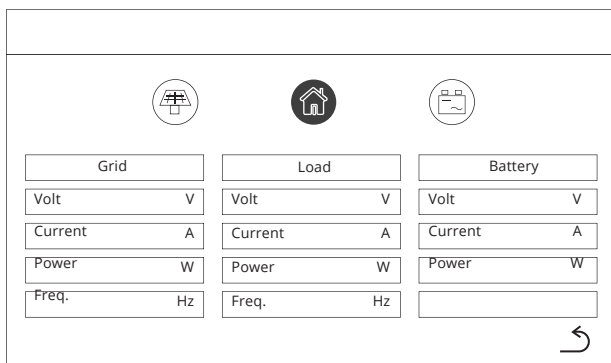 Grid Load Battery
Volt V Volt V Volt V
Current A Current A Current A
Power W Power W Power W
Freq. Hz Freq. Hz